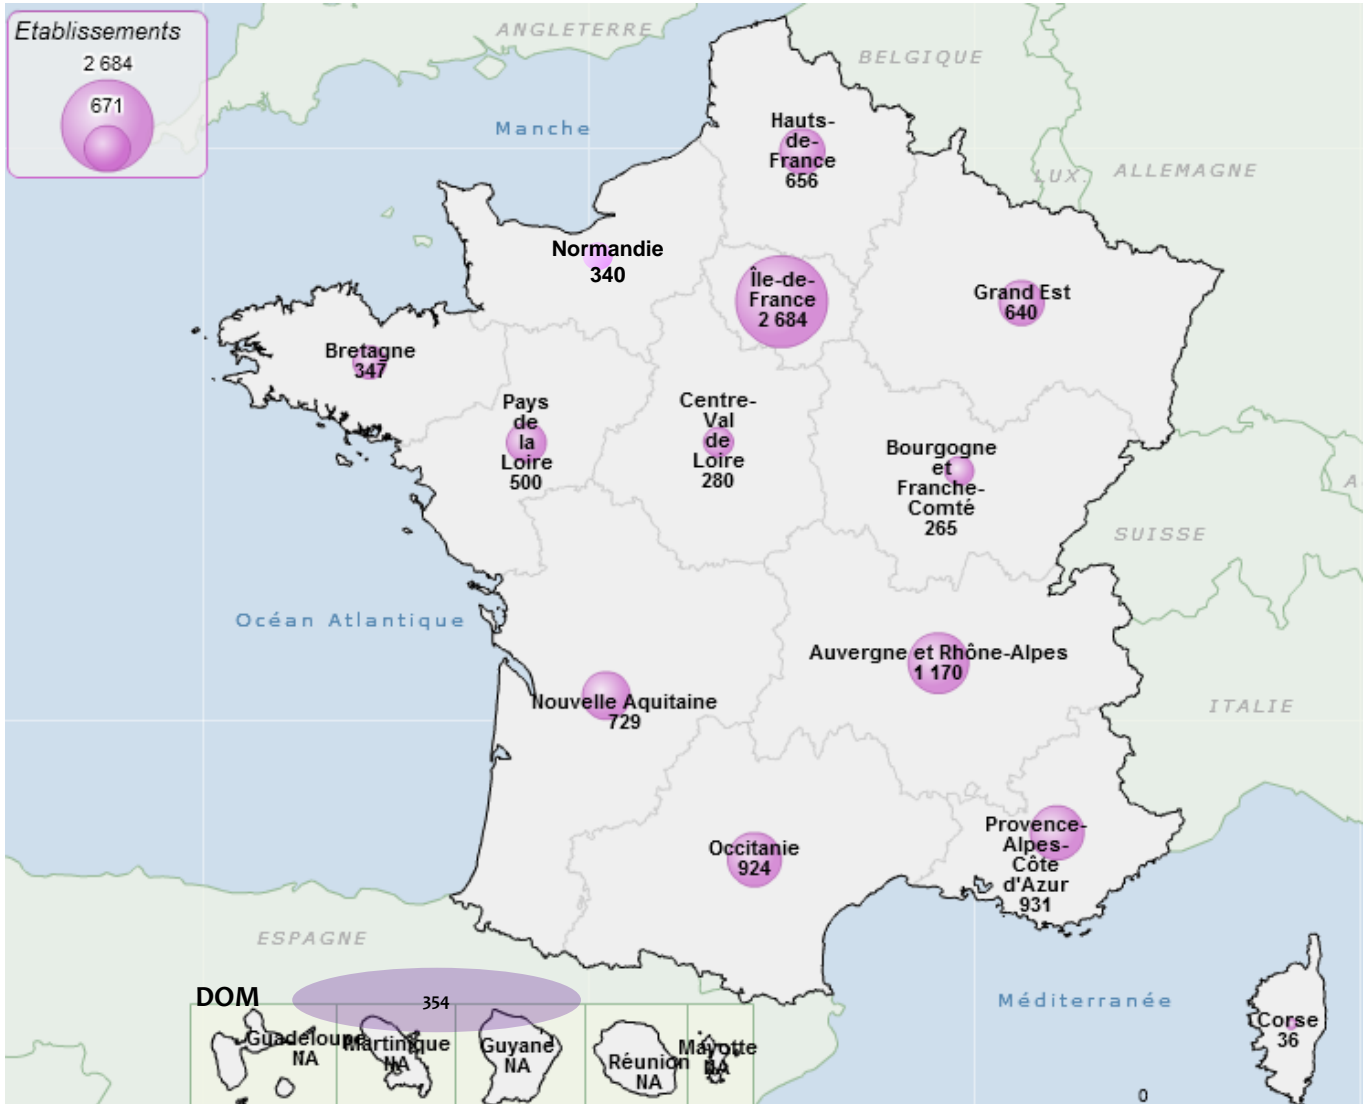 Etablissements
2 684
671
ANGLETERRE
BELGIQUE
Manche
LUX.
ALLEMAGNE
Hauts-
de-
France
656
Normandie
340
Île-de-
France
2 684
Grand Est
640
Bretagne
347
Pays
de
la
Loire
500
Centre-
Val
de
Loire
280
Bourgogne
et
Franche-
Comté
265
SUISSE
Océan Atlantique
Auvergne et Rhône-Alpes
1 170
Nouvelle Aquitaine
729
ITALIE
Provence-
Alpes-
Côte
d'Azur
931
Occitanie
924
ESPAGNE
DOM
354
Méditerranée
Guadeloupe
NA
Martinique
NA
Guyane
NA
Réunion
NA
Mayotte
NA
Corse
36
0